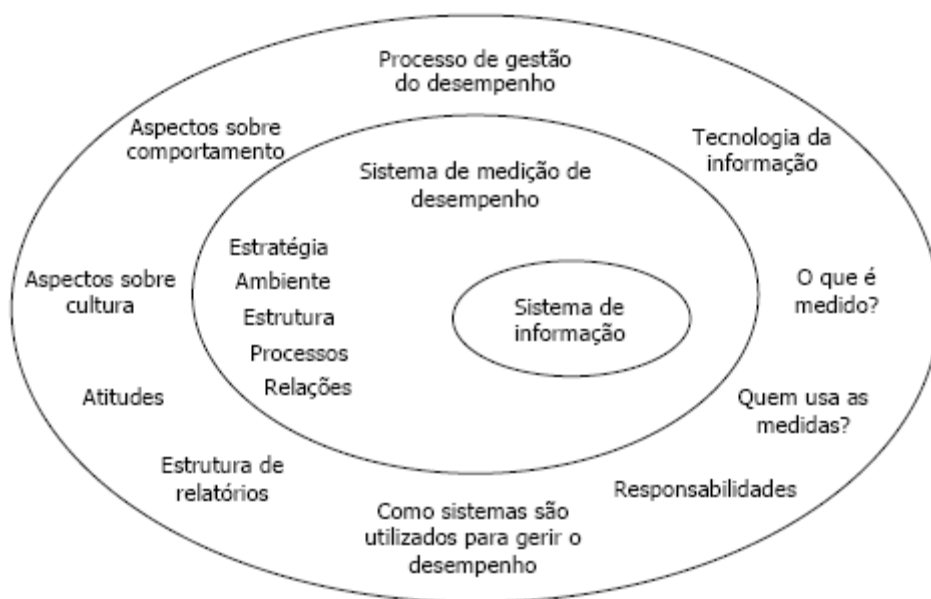 Processo de gestão
do desempenho
Aspectos sobre
comportamento
Tecnologia da
informação
Sistema de medição de
desempenho
Estratégia
Ambiente
Estrutura
Processos
Relações
Sistema de
informação
Aspectos sobre
cultura
O que é
medido?
Atitudes
Quem usa as
medidas?
Estrutura de
relatórios
Responsabilidades
Como sistemas são
utilizados para gerir o
desempenho